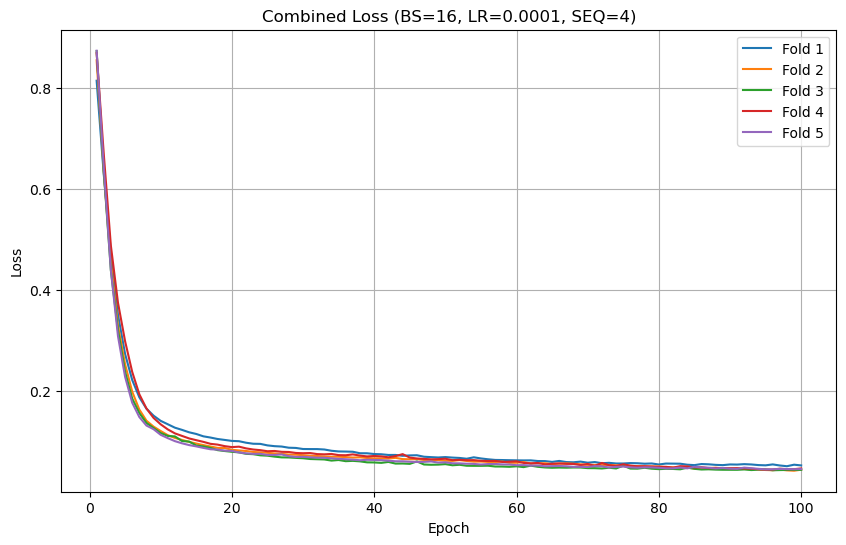 Combined Loss (BS=16, LR=0.0001, SEQ=4)
Fold 1
Fold 2
Fold 3
Fold 4
Fold 5
Loss
0.8
0.6
0.4
0.2
0 20 40 60 80 100
Epoch